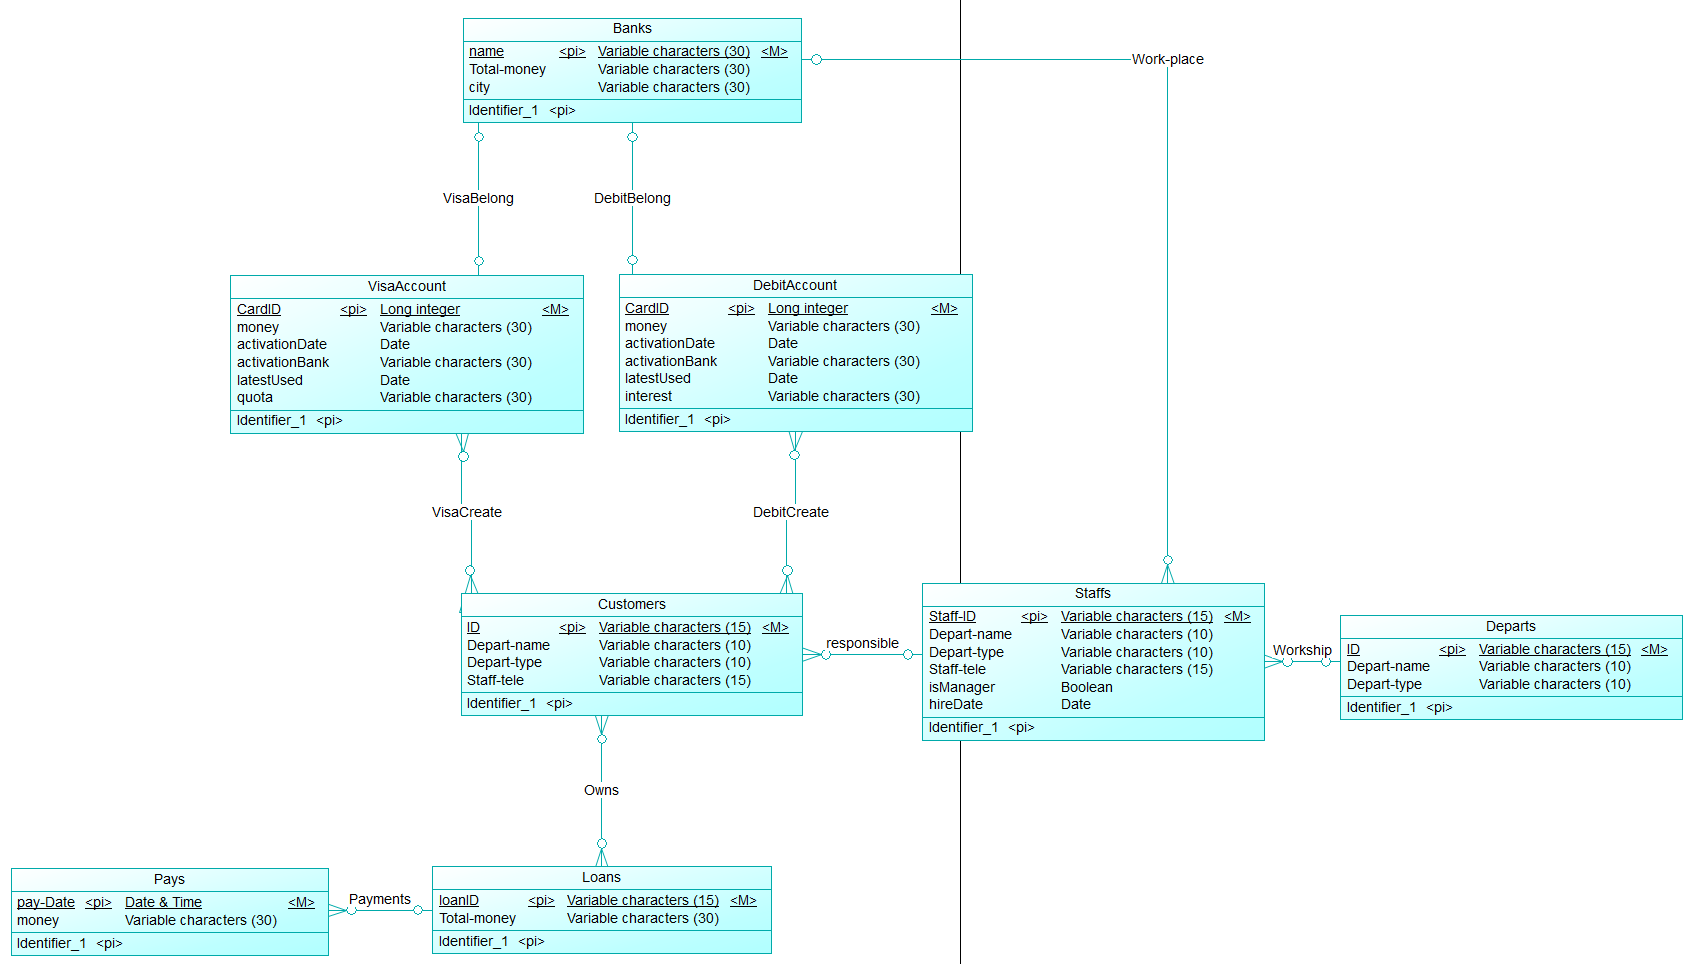 Banks
name <pi> Variable characters (30) <M>
Total-money Variable characters (30)
city Variable characters (30)
Identifier_1 <pi>
Work-place
VisaBelong
DebitBelong
VisaAccount
CardID <pi> Long integer <M>
money Variable characters (30)
activationDate Date
activationBank Variable characters (30)
latestUsed Date
quota Variable characters (30)
Identifier_1 <pi>
DebitAccount
CardID <pi> Long integer <M>
money Variable characters (30)
activationDate Date
activationBank Variable characters (30)
latestUsed Date
interest Variable characters (30)
Identifier_1 <pi>
VisaCreate
DebitCreate
Customers
ID <pi> Variable characters (15) <M>
Depart-name Variable characters (10)
Depart-type Variable characters (10)
Staff-tele Variable characters (15)
Identifier_1 <pi>
responsible
Staffs
Staff-ID <pi> Variable characters (15) <M>
Depart-name Variable characters (10)
Depart-type Variable characters (10)
Staff-tele Variable characters (15)
isManager Boolean
hireDate Date
Identifier_1 <pi>
Workship
Departs
ID <pi> Variable characters (15) <M>
Depart-name Variable characters (10)
Depart-type Variable characters (10)
Identifier_1 <pi>
Owns
Pays
pay-Date <pi> Date & Time <M>
money Variable characters (30)
Identifier_1 <pi>
Payments
Loans
loanID <pi> Variable characters (15) <M>
Total-money Variable characters (30)
Identifier_1 <pi>